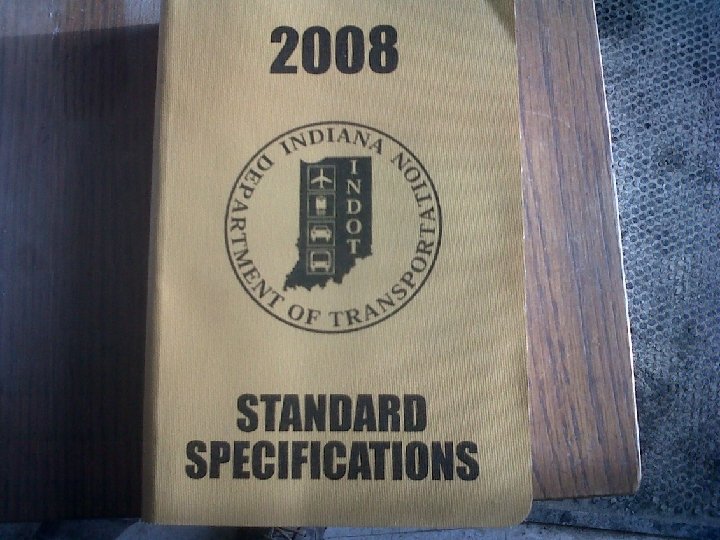 2008
INDIANA
DEPARTMENT OF TRANSPORTATION
INDOT
STANDARD
SPECIFICATIONS